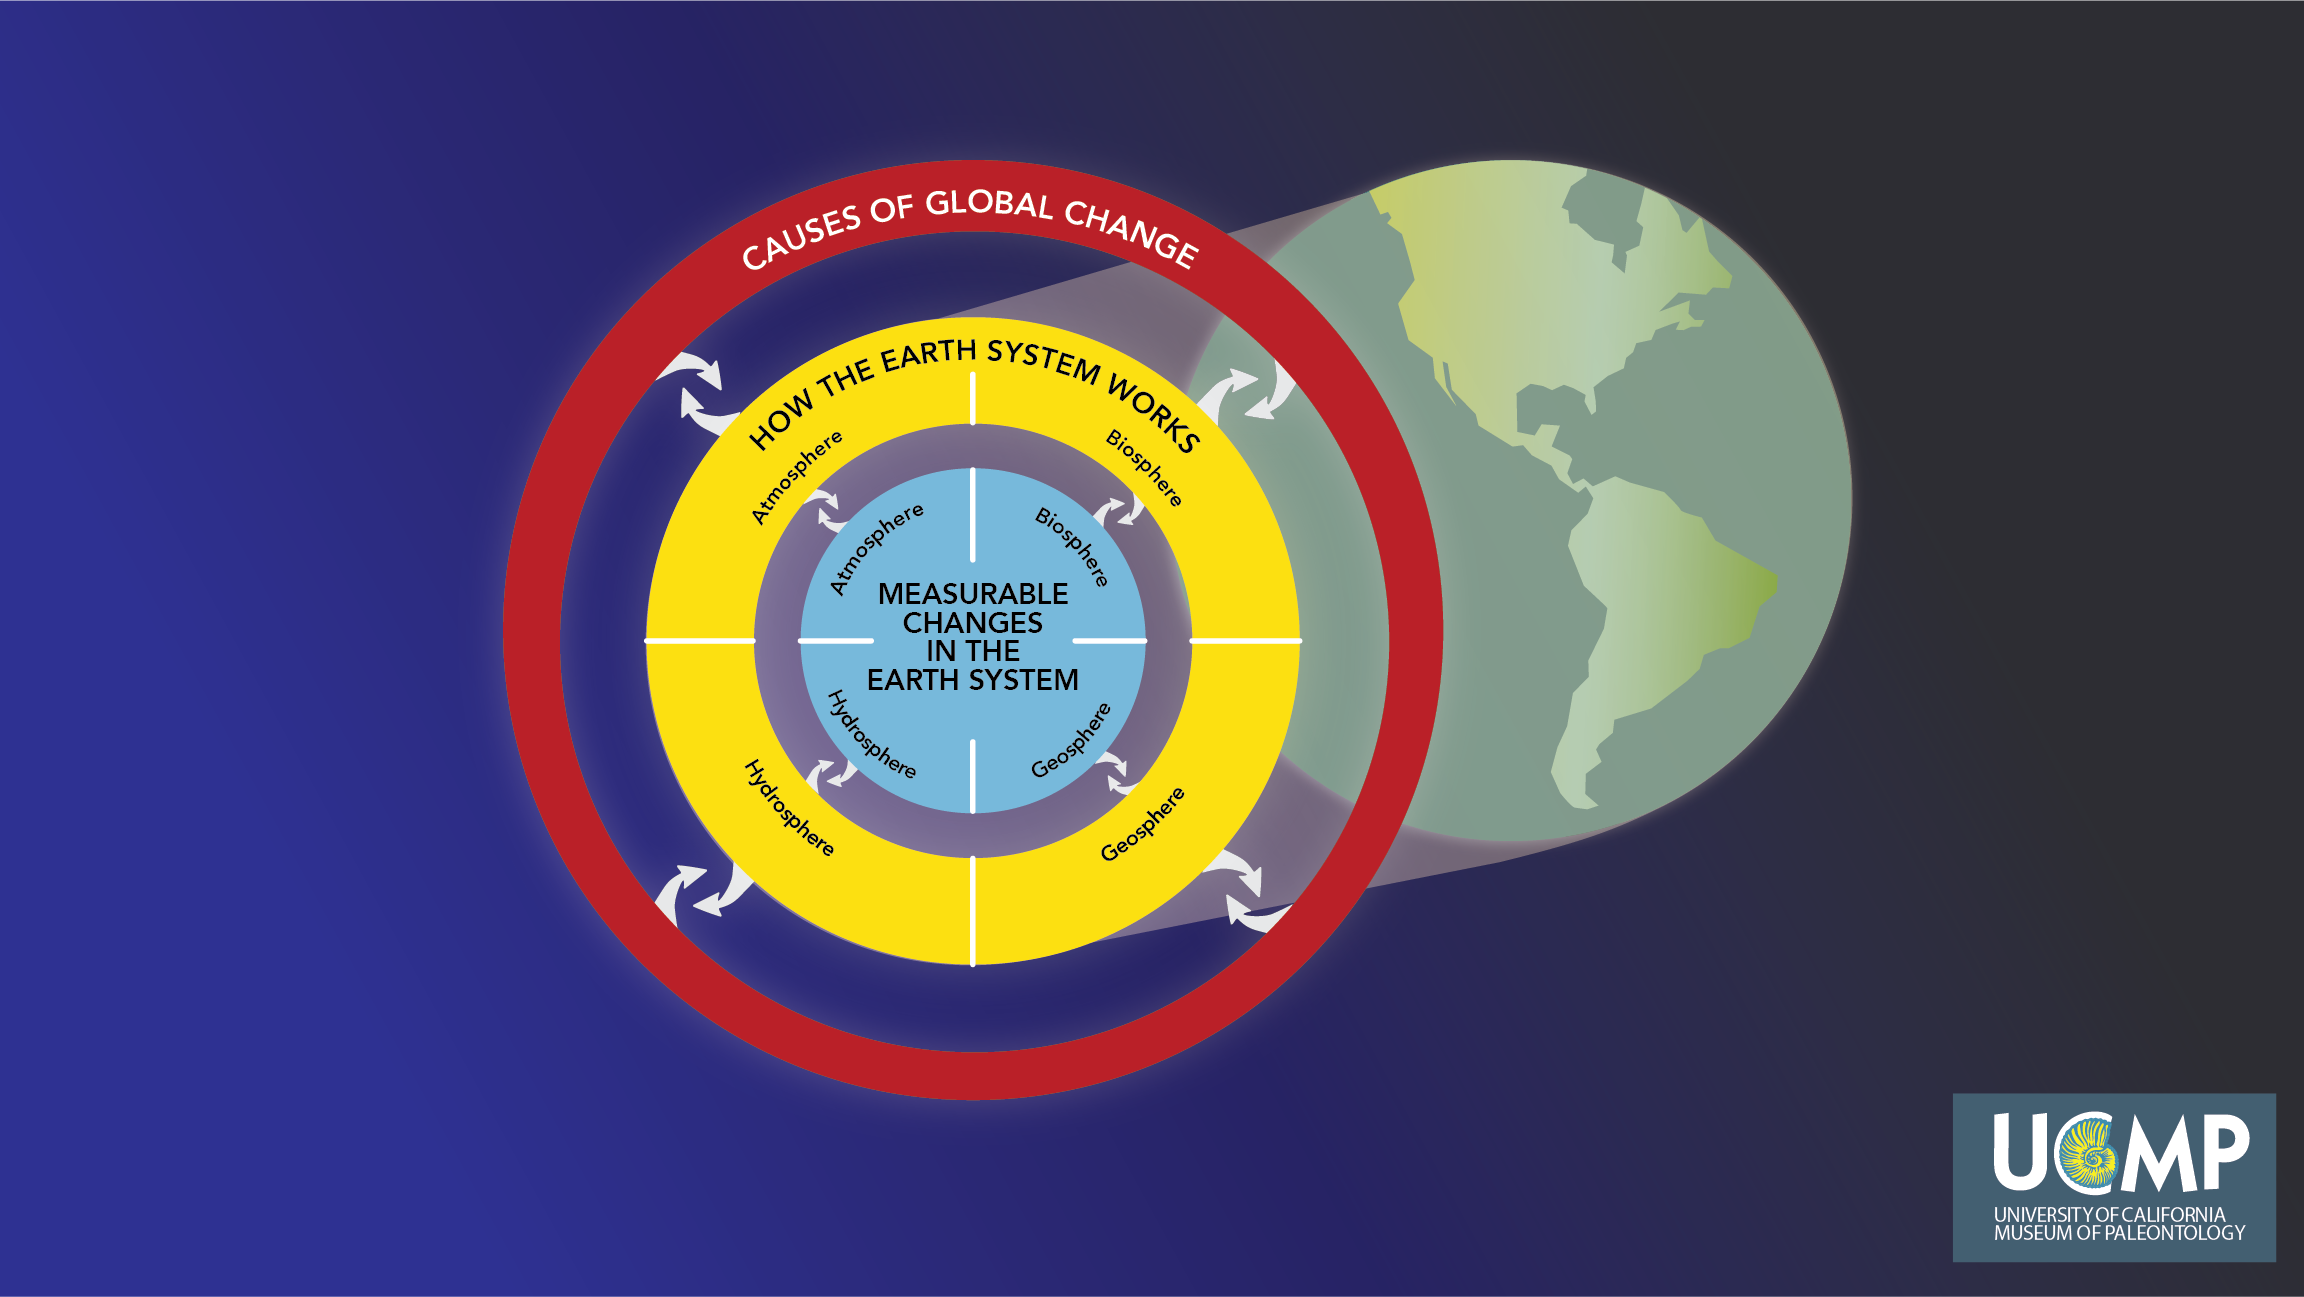 CAUSES OF GLOBAL CHANGE
HOW THE EARTH SYSTEM WORKS
Atmosphere
Biosphere
Atmosphere
Biosphere
MEASURABLE
CHANGES
IN THE
EARTH SYSTEM
Hydrosphere
Geosphere
Hydrosphere
Geosphere
UCMP
UNIVERSITY OF CALIFORNIA
MUSEUM OF PALEONTOLOGY